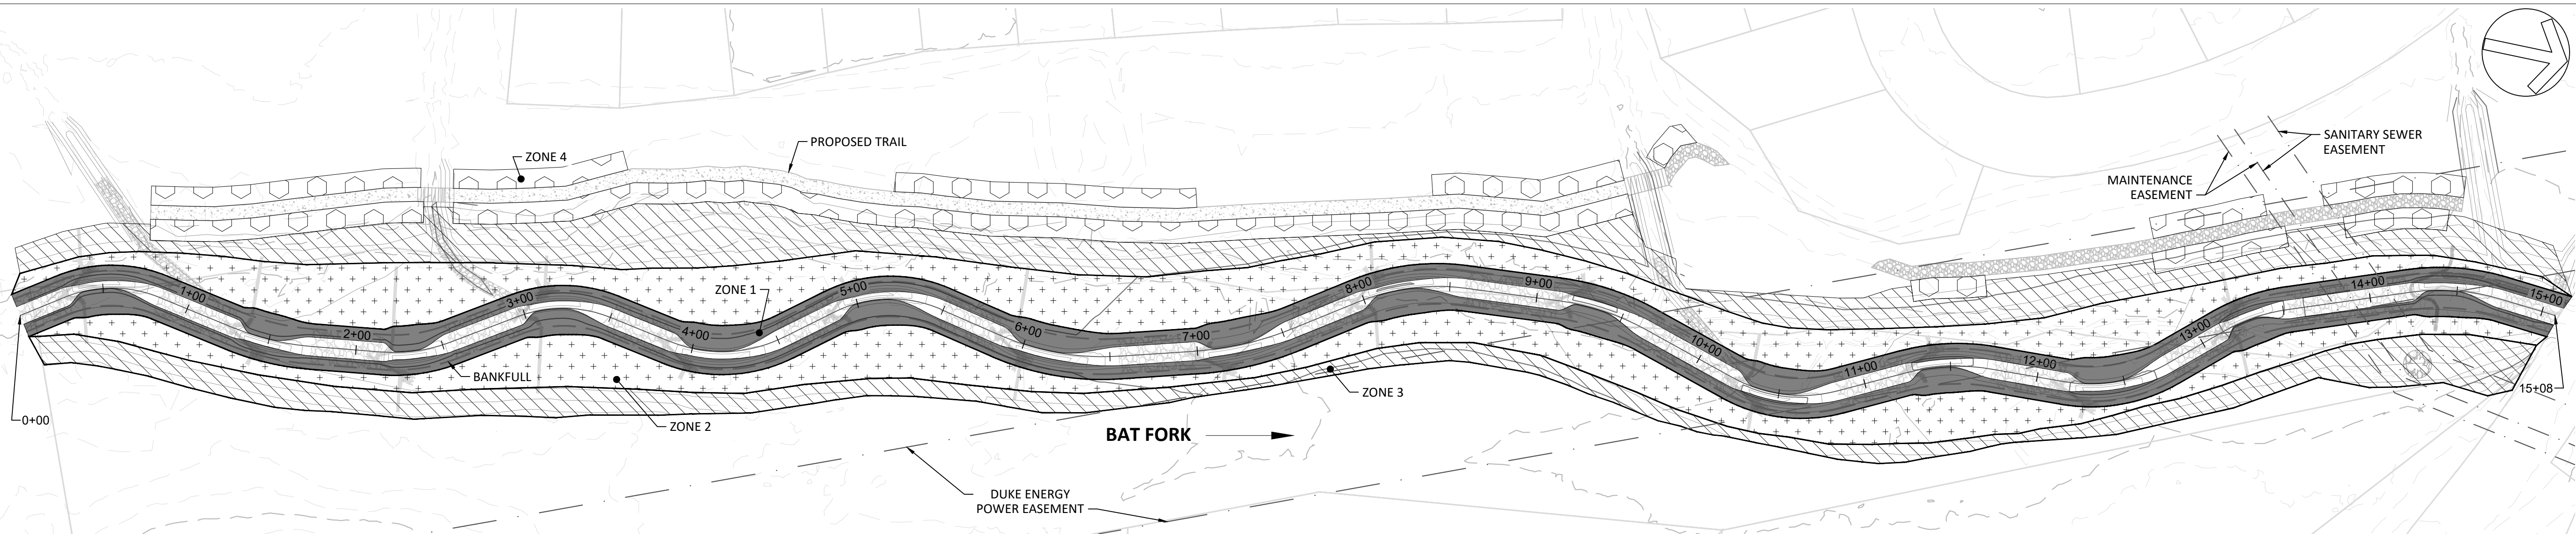 ZONE 4
PROPOSED TRAIL
SANITARY SEWER
EASEMENT
MAINTENANCE
EASEMENT
ZONE 1
1+00
2+00
3+00
4+00
5+00
6+00
7+00
8+00
9+00
10+00
11+00
12+00
13+00
14+00
15+00
BANKFULL
ZONE 3
15+08
0+00
ZONE 2
BAT FORK
DUKE ENERGY
POWER EASEMENT